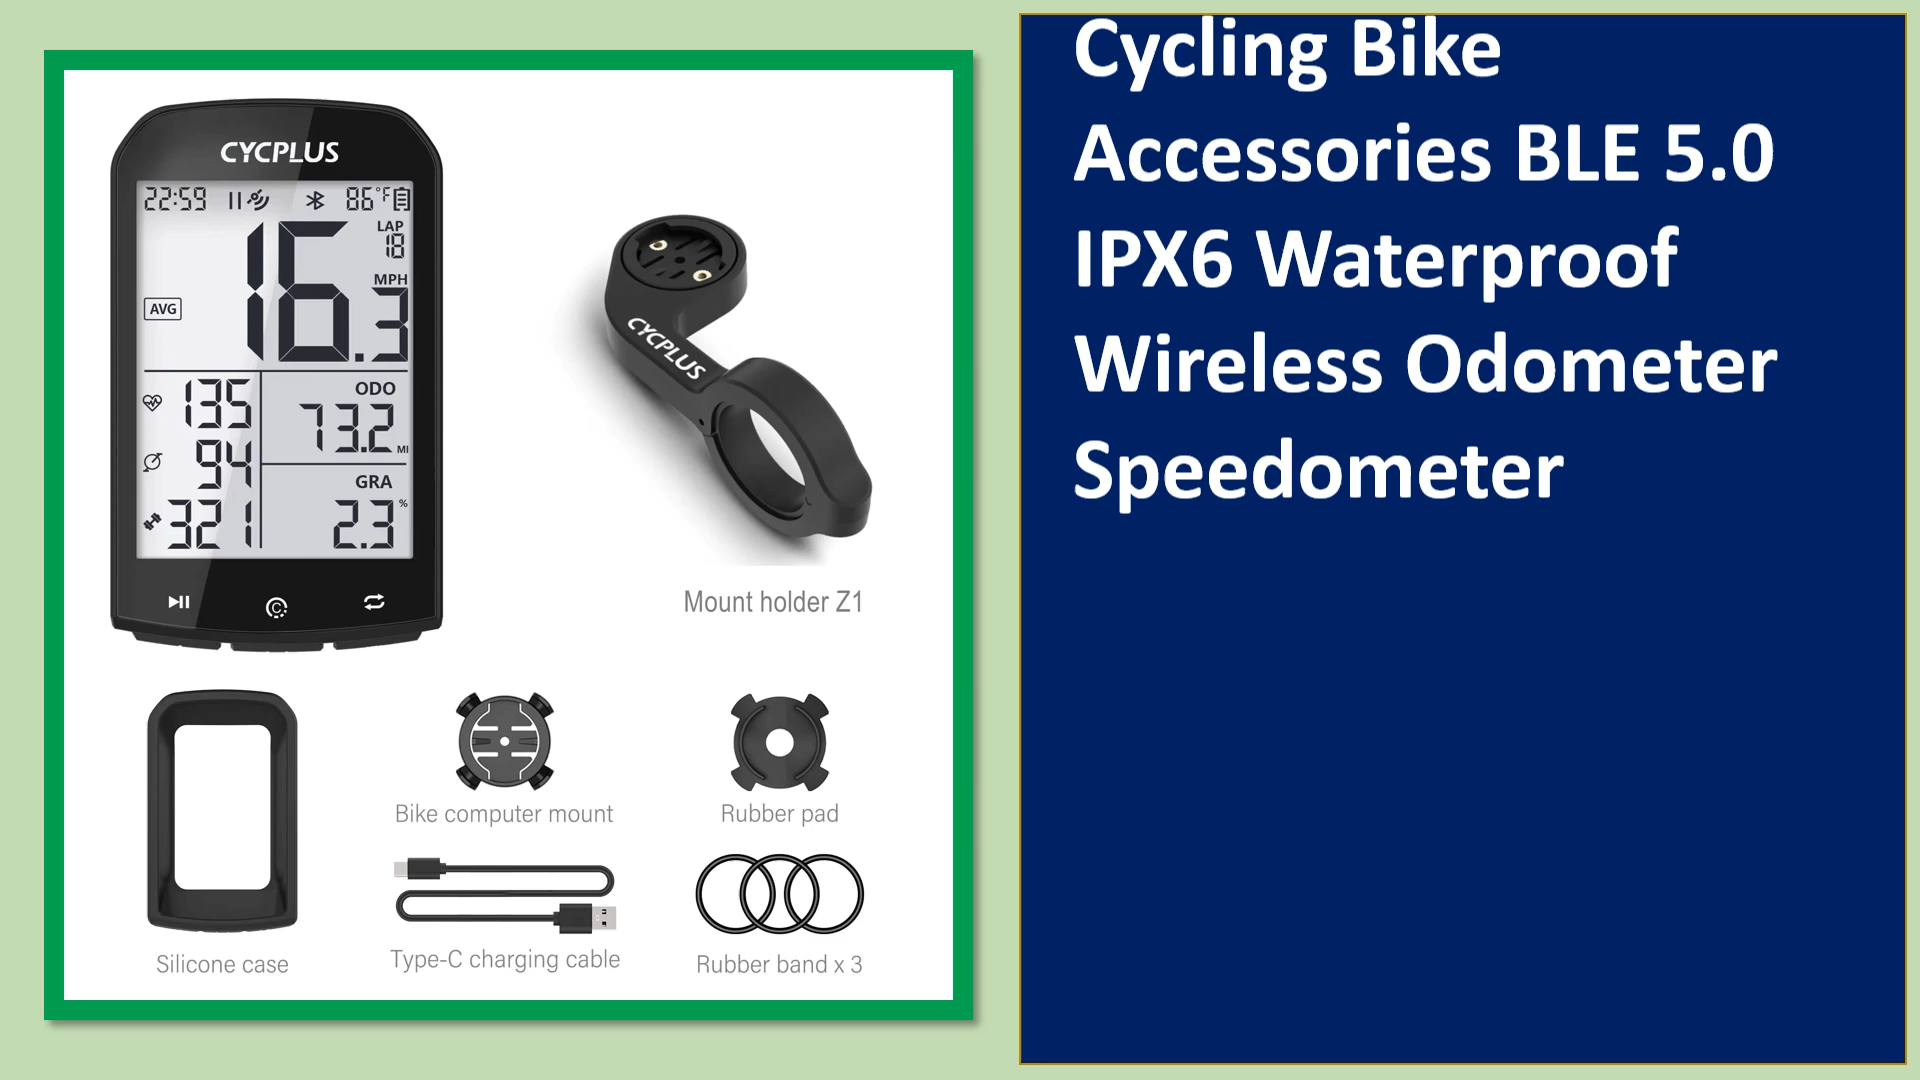 CYCPLUS
22:59 86°F
LAP
18
MPH
AVG
16.3
135
ODO
73.2 MI
94
GRA
321
2.3 %
CYCPLUS
Mount holder Z1
Bike computer mount
Rubber pad
Silicone case
Type-C charging cable
Rubber band x 3
Cycling Bike
Accessories BLE 5.0
IPX6 Waterproof
Wireless Odometer
Speedometer